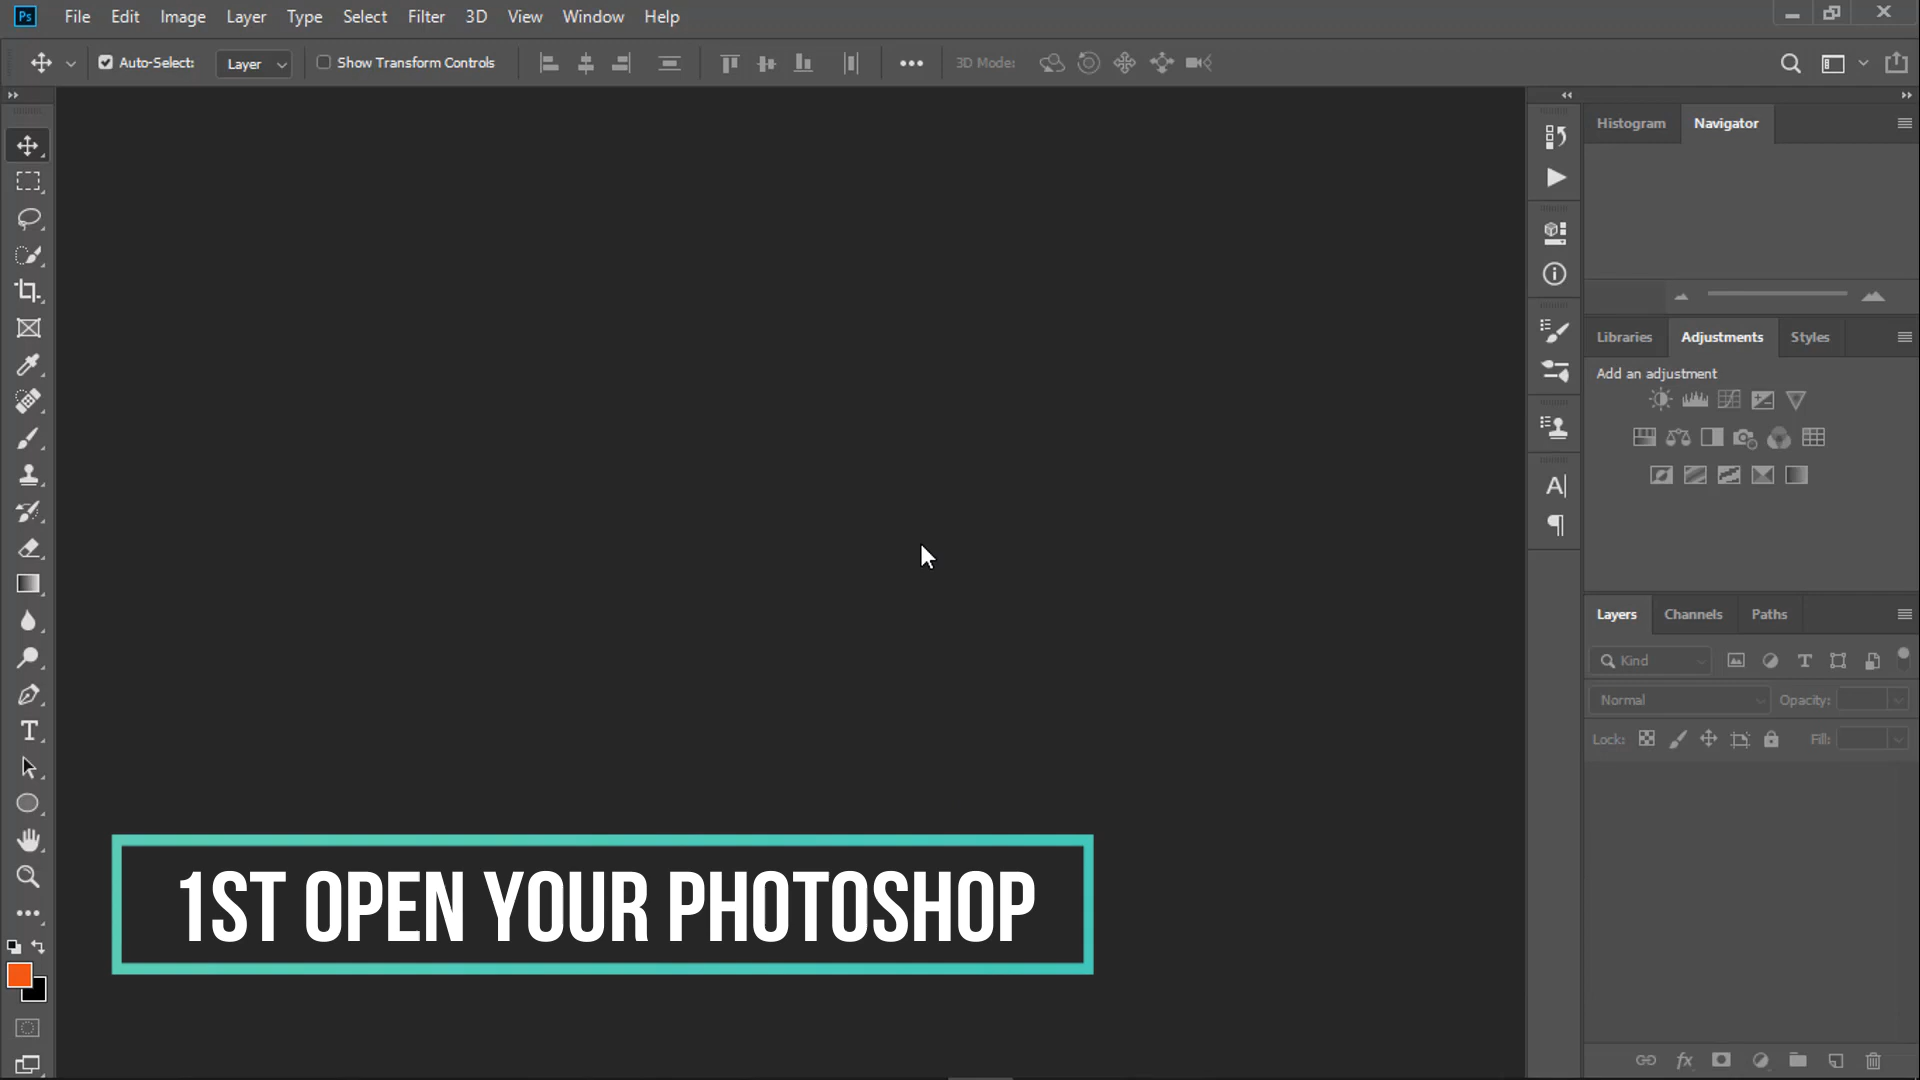 Ps File Edit Image Layer Type Select Filter 3D View Window Help
Auto-Select: Layer Show Transform Controls 3D Mode:
Histogram Navigator
Libraries Adjustments Styles
Add an adjustment
Layers Channels Paths
Kind
Normal Opacity:
Lock: Fill:
1ST OPEN YOUR PHOTOSHOP